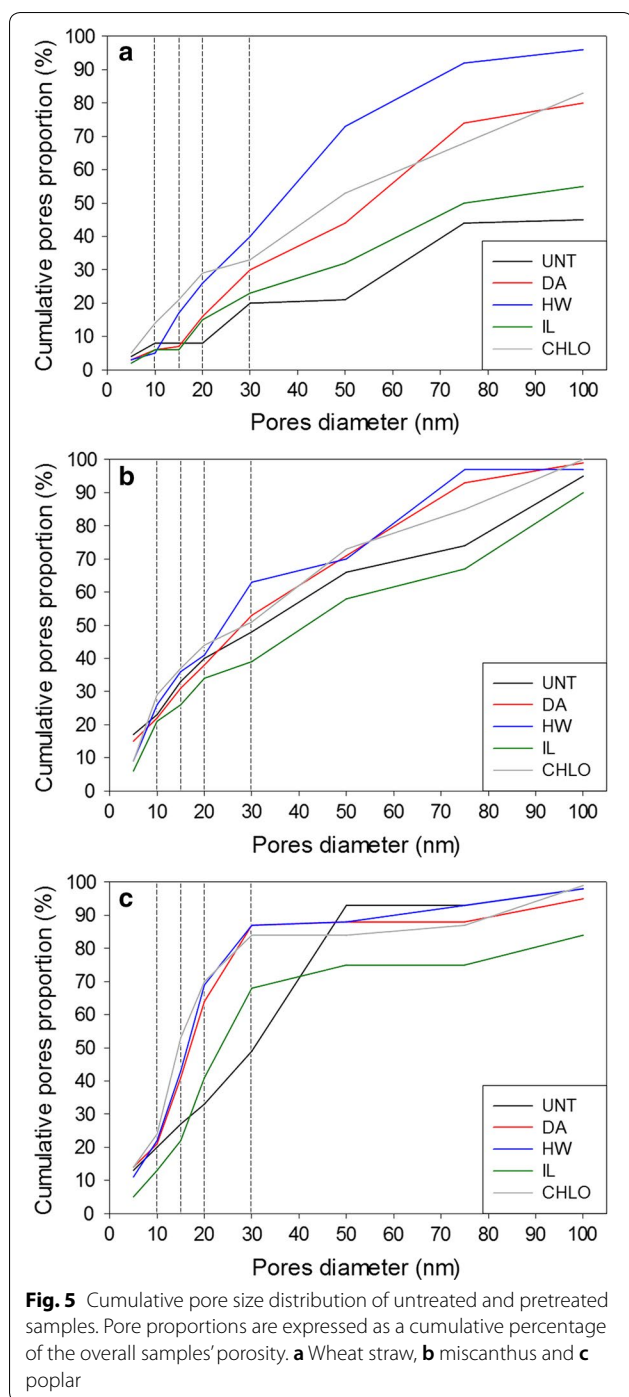 a
Cumulative pores proportion (%)
100
90
80
70
60
50
40
30
20
10
0
0 10 20 30 40 50 60 70 80 90 100
Pores diameter (nm)
UNT
DA
HW
IL
CHLO
b
Cumulative pores proportion (%)
100
90
80
70
60
50
40
30
20
10
0
0 10 20 30 40 50 60 70 80 90 100
Pores diameter (nm)
UNT
DA
HW
IL
CHLO
c
Cumulative pores proportion (%)
100
90
80
70
60
50
40
30
20
10
0
0 10 20 30 40 50 60 70 80 90 100
Pores diameter (nm)
UNT
DA
HW
IL
CHLO
Fig. 5 Cumulative pore size distribution of untreated and pretreated
samples. Pore proportions are expressed as a cumulative percentage
of the overall samples’ porosity. a Wheat straw, b miscanthus and c
poplar